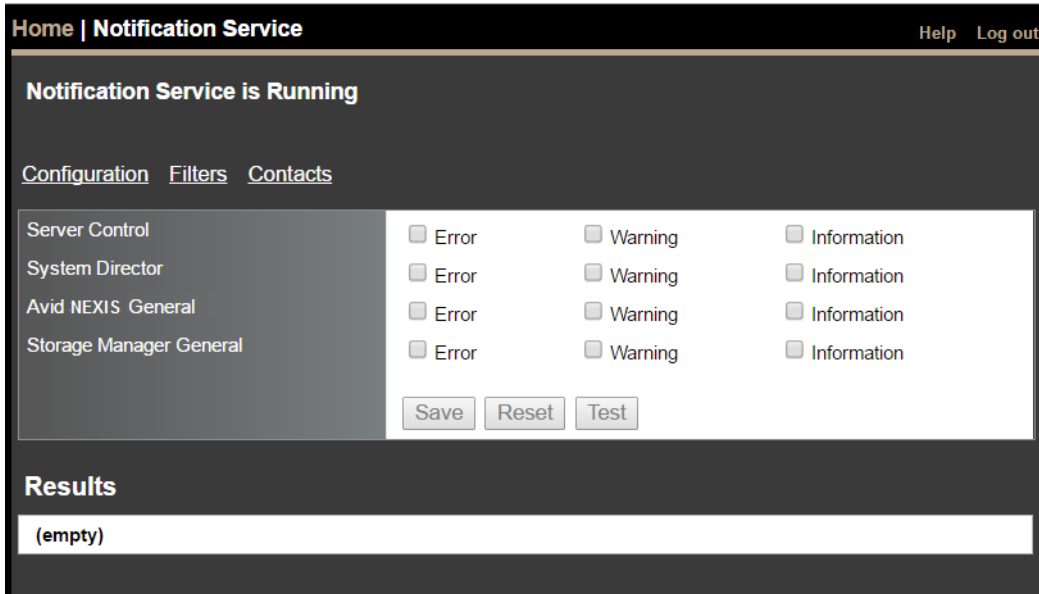 Home | Notification Service Help Log out
Notification Service is Running
Configuration Filters Contacts
Server Control Error Warning Information
System Director Error Warning Information
Avid NEXIS General Error Warning Information
Storage Manager General Error Warning Information
Save Reset Test
Results
(empty)